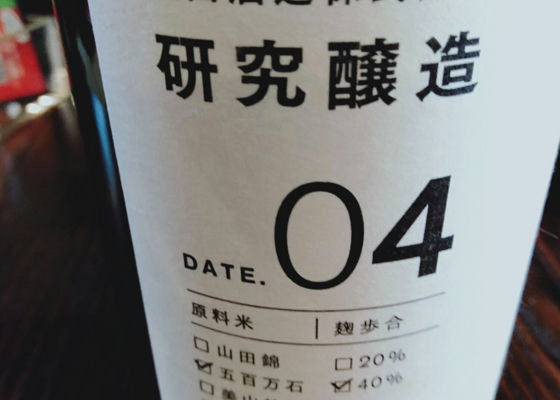 研究醸造
DATE. 04
原料米 | 麹歩合
□山田錦 □20%
☑五百万石 ☑40%